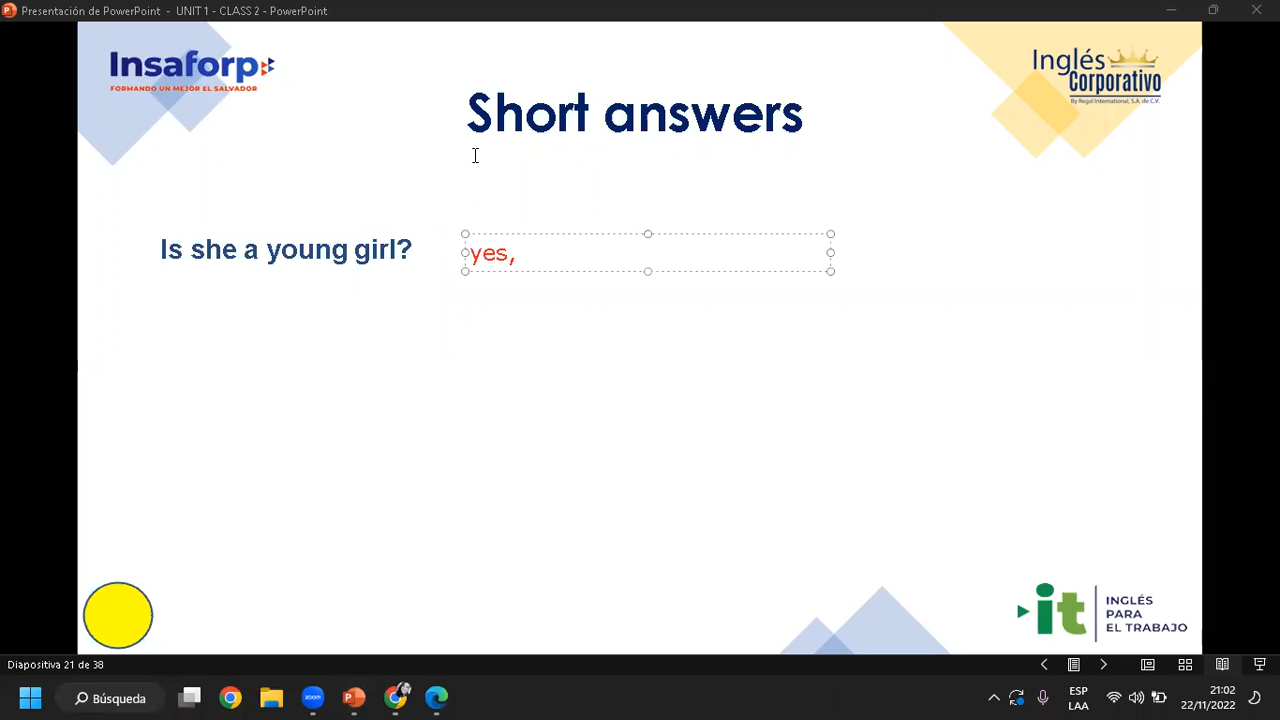 Presentación de PowerPoint - UNIT 1 - CLASS 2 - PowerPoint
Insaforp
FORMANDO UN MEJOR EL SALVADOR
Inglés
Corporativo
By Regal International, S.A. de C.V.
Short answers
Is she a young girl?
yes,
it
INGLÉS
PARA
EL TRABAJO
Diapositiva 21 de 38
Búsqueda
zoom
ESP
LAA
21:02
22/11/2022